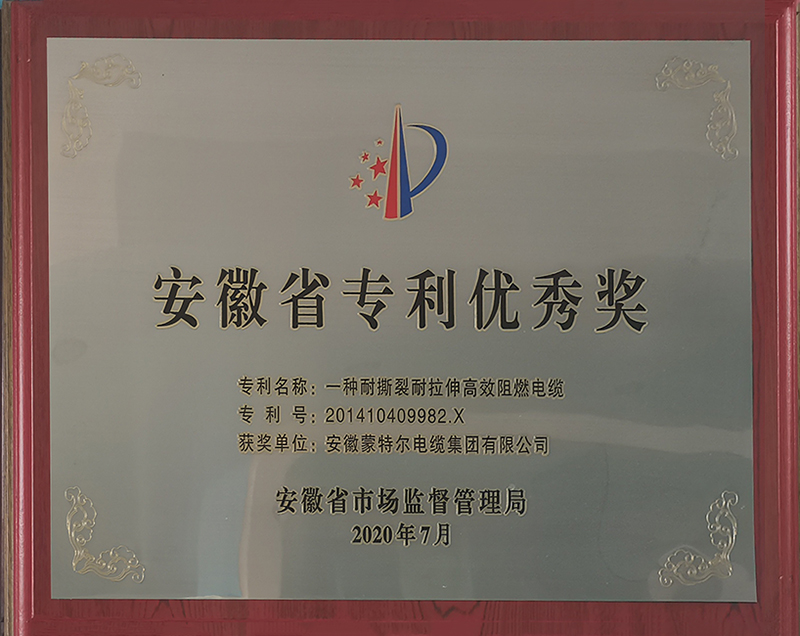 安徽省专利优秀奖
专利名称：一种耐撕裂耐拉伸高效阻燃电缆
专 利 号：201410409982.X
获奖单位：安徽蒙特尔电缆集团有限公司
安徽省市场监督管理局
2020年7月